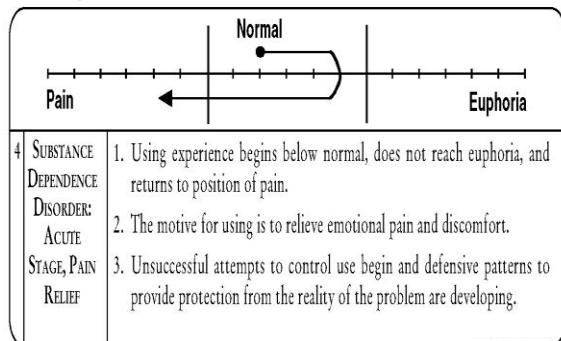 Normal
Pain
Euphoria
4 SUBSTANCE
DEPENDENCE
DISORDER:
ACUTE
STAGE, PAIN
RELIEF
1. Using experience begins below normal, does not reach euphoria, and
returns to position of pain.
2. The motive for using is to relieve emotional pain and discomfort.
3. Unsuccessful attempts to control use begin and defensive patterns to
provide protection from the reality of the problem are developing.